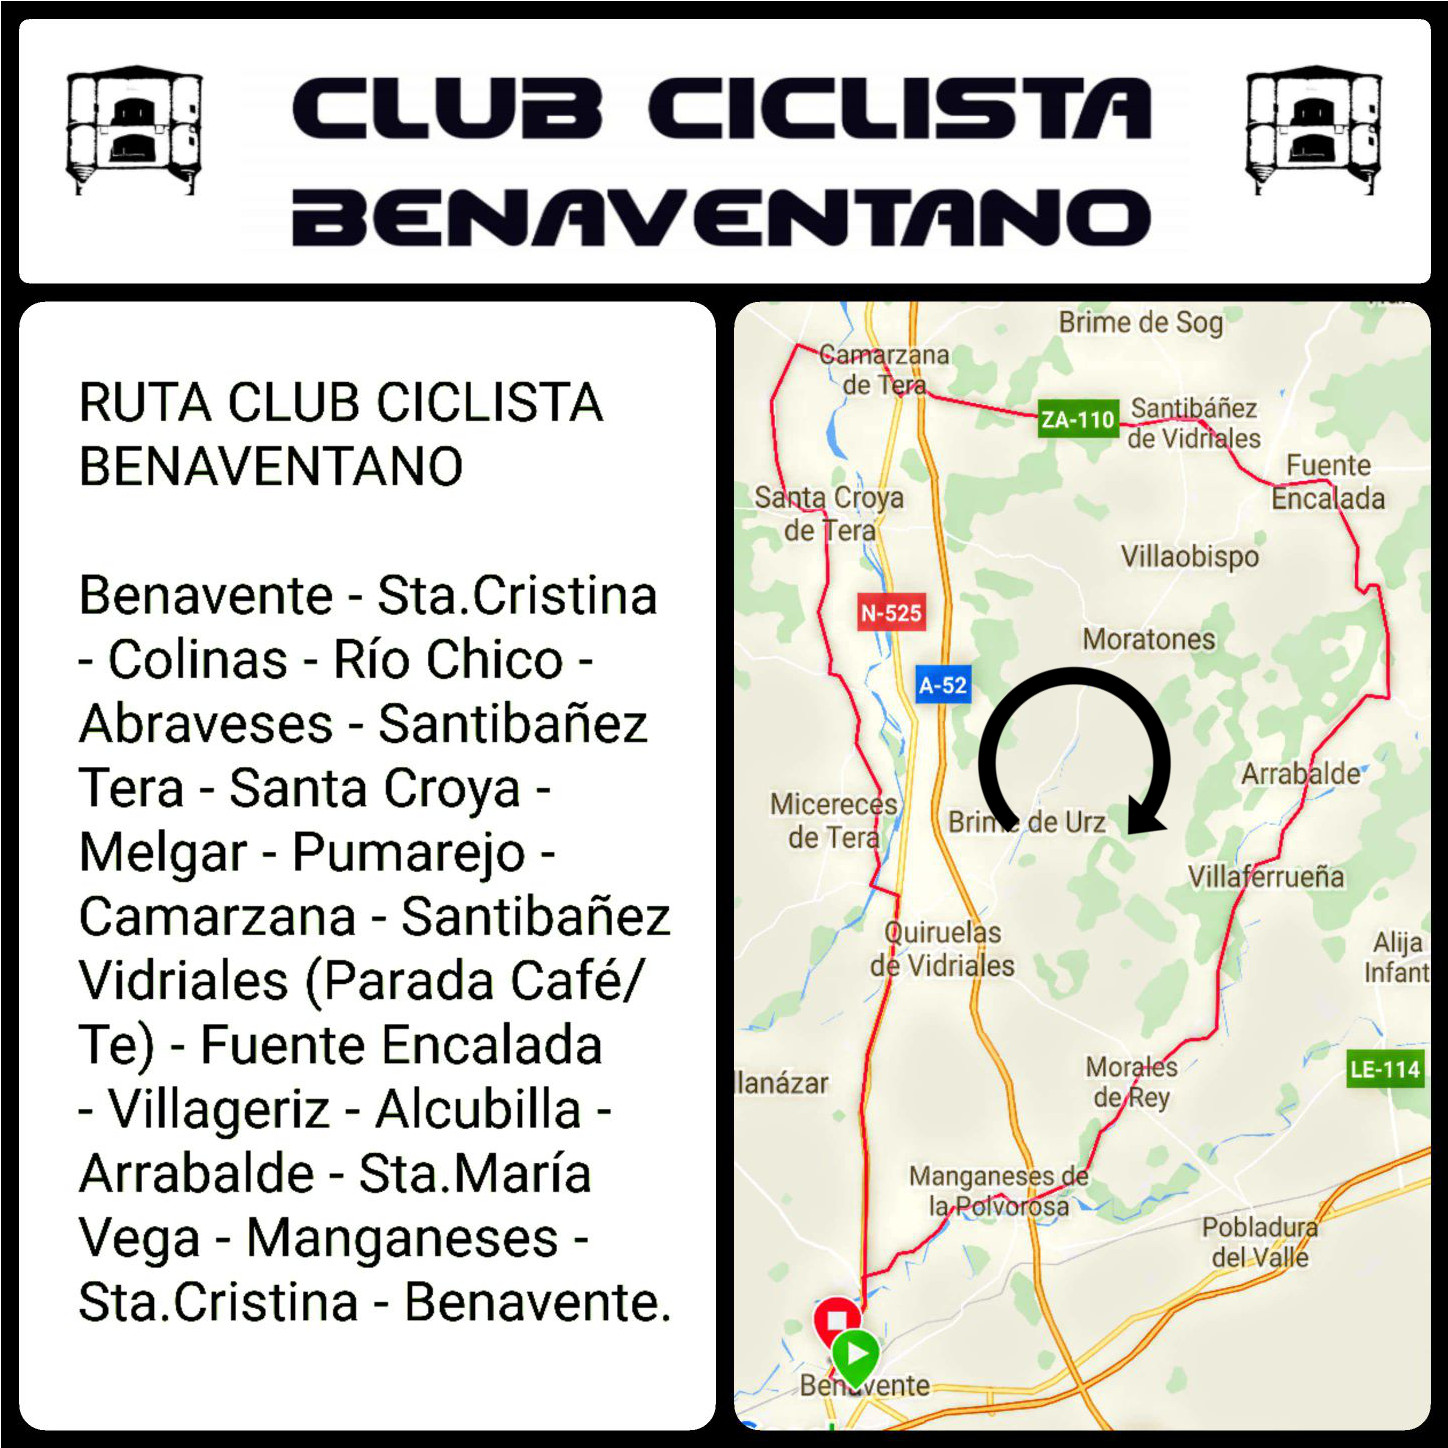 CLUB CICLISTA
BENAVENTANO
RUTA CLUB CICLISTA
BENAVENTANO
Benavente - Sta.Cristina
- Colinas - Río Chico -
Abraveses - Santibañez
Tera - Santa Croya -
Melgar - Pumarejo -
Camarzana - Santibañez
Vidriales (Parada Café/
Te) - Fuente Encalada
- Villageriz - Alcubilla -
Arrabalde - Sta.María
Vega - Manganeses -
Sta.Cristina - Benavente.
Brime de Sog
Camarzana
de Tera
ZA-110
Santibáñez
de Vidriales
Fuente
Encalada
Santa Croya
de Tera
Villaobispo
N-525
Moratones
A-52
Arrabalde
Micereces
de Tera
Brime de Urz
Villaferrueña
Quiruelas
de Vidriales
Alija
Infant
Morales
de Rey
LE-114
llanázar
Manganeses de
la Polvorosa
Pobladura
del Valle
Benavente